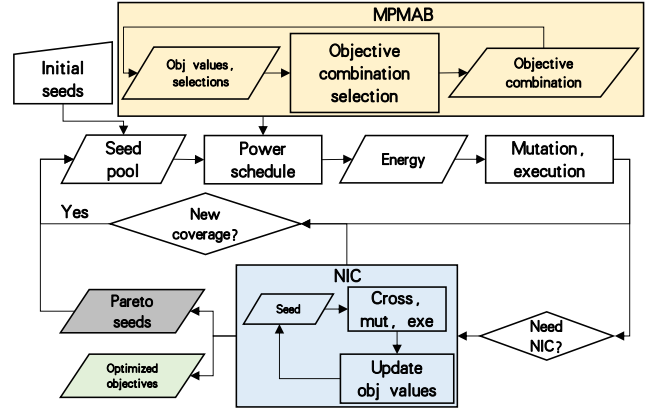 MPMAB
Initial
seeds
Obj values,
selections
Objective
combination
selection
Objective
combination
Seed
pool
Power
schedule
Energy
Mutation,
execution
Yes
New
coverage?
NIC
Pareto
seeds
Seed
Cross,
mut, exe
Need
NIC?
Optimized
objectives
Update
obj values